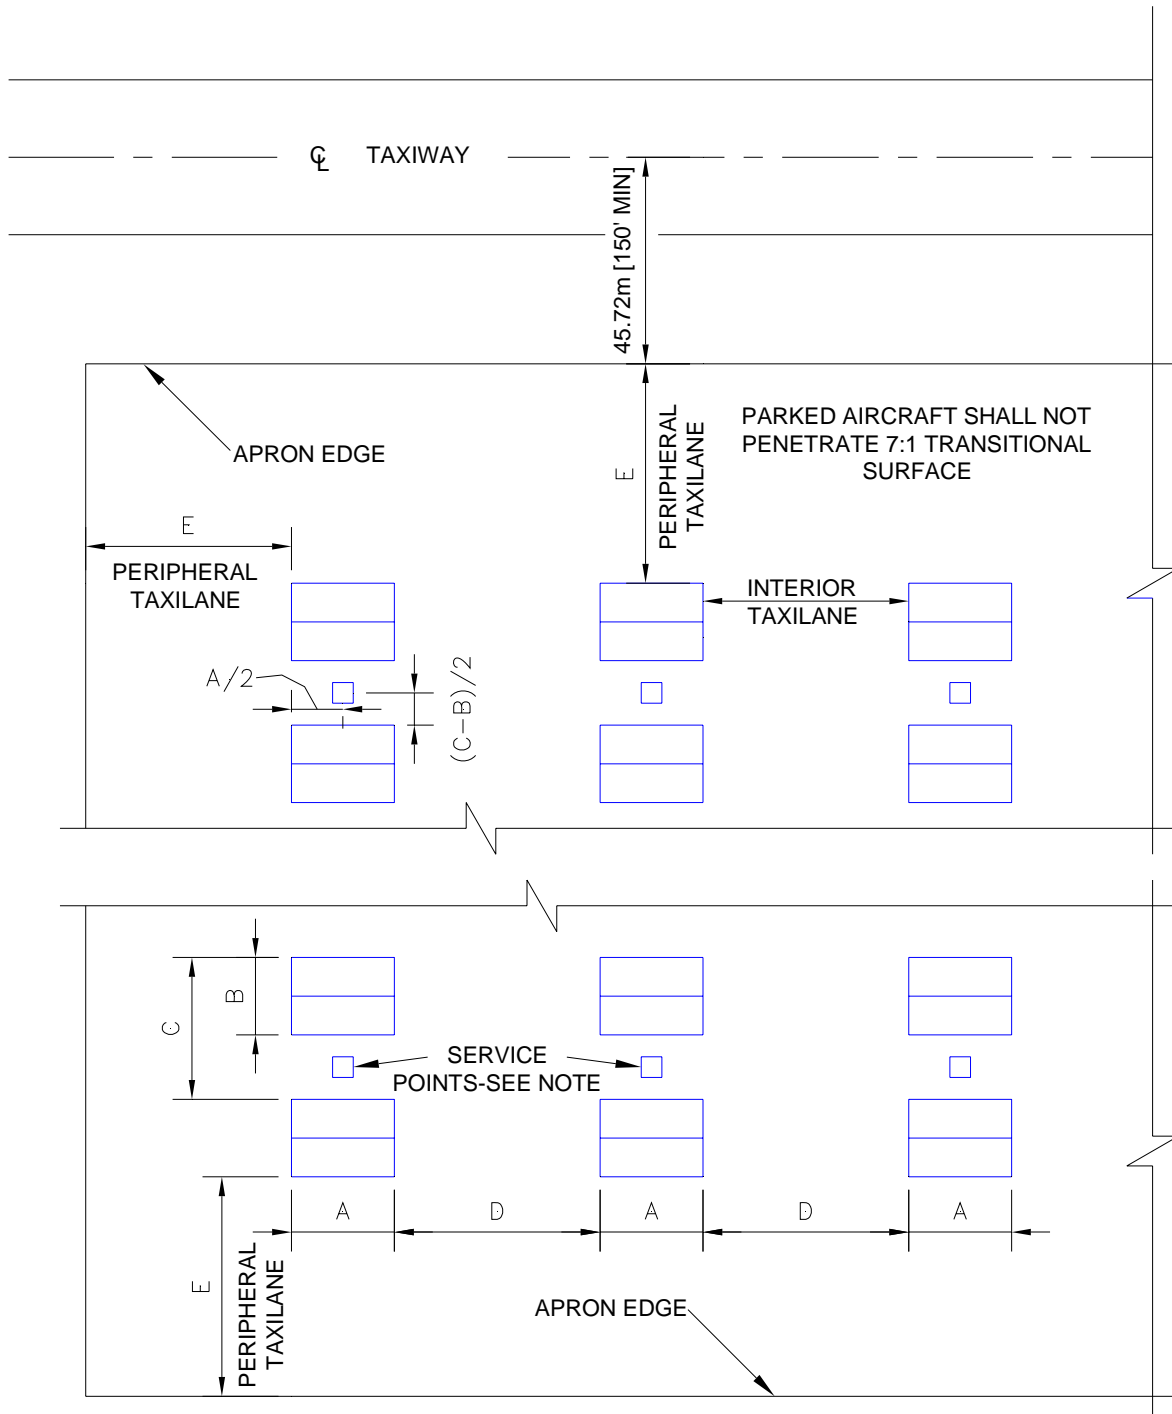 ℄ TAXIWAY
45.72m [150' MIN]
APRON EDGE
E
PERIPHERAL
TAXILANE
PARKED AIRCRAFT SHALL NOT
PENETRATE 7:1 TRANSITIONAL
SURFACE
E
PERIPHERAL
TAXILANE
INTERIOR
TAXILANE
A/2
(C-B)/2
B
C
SERVICE
POINTS-SEE NOTE
A
D
A
D
A
E
PERIPHERAL
TAXILANE
APRON EDGE